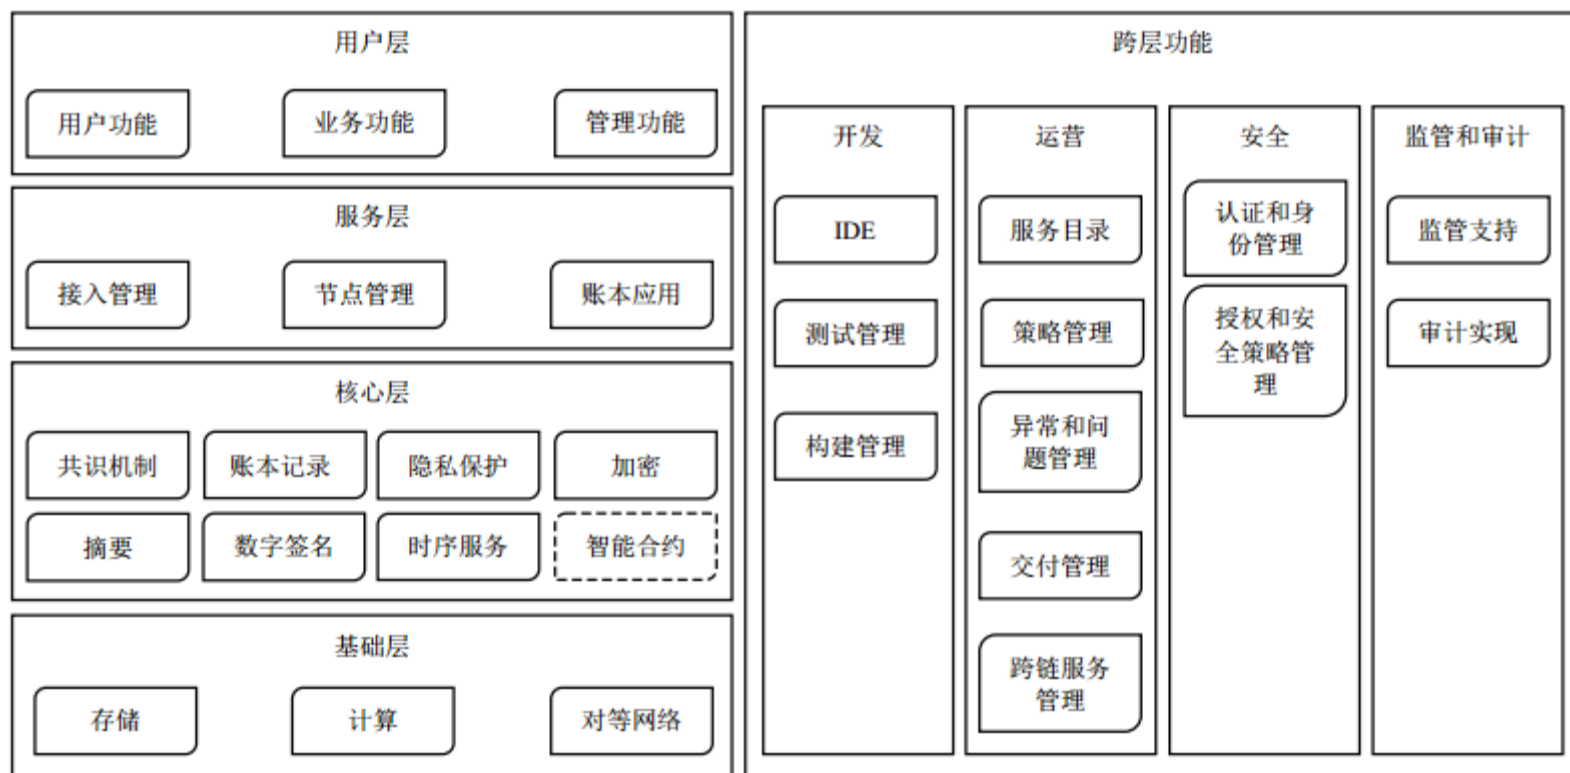 用户层
用户功能
业务功能
管理功能
服务层
接入管理
节点管理
账本应用
核心层
共识机制
账本记录
隐私保护
加密
摘要
数字签名
时序服务
智能合约
基础层
存储
计算
对等网络
跨层功能
开发
IDE
测试管理
构建管理
运营
服务目录
策略管理
异常和问
题管理
交付管理
跨链服务
管理
安全
认证和身
份管理
授权和安
全策略管
理
监管和审计
监管支持
审计实现